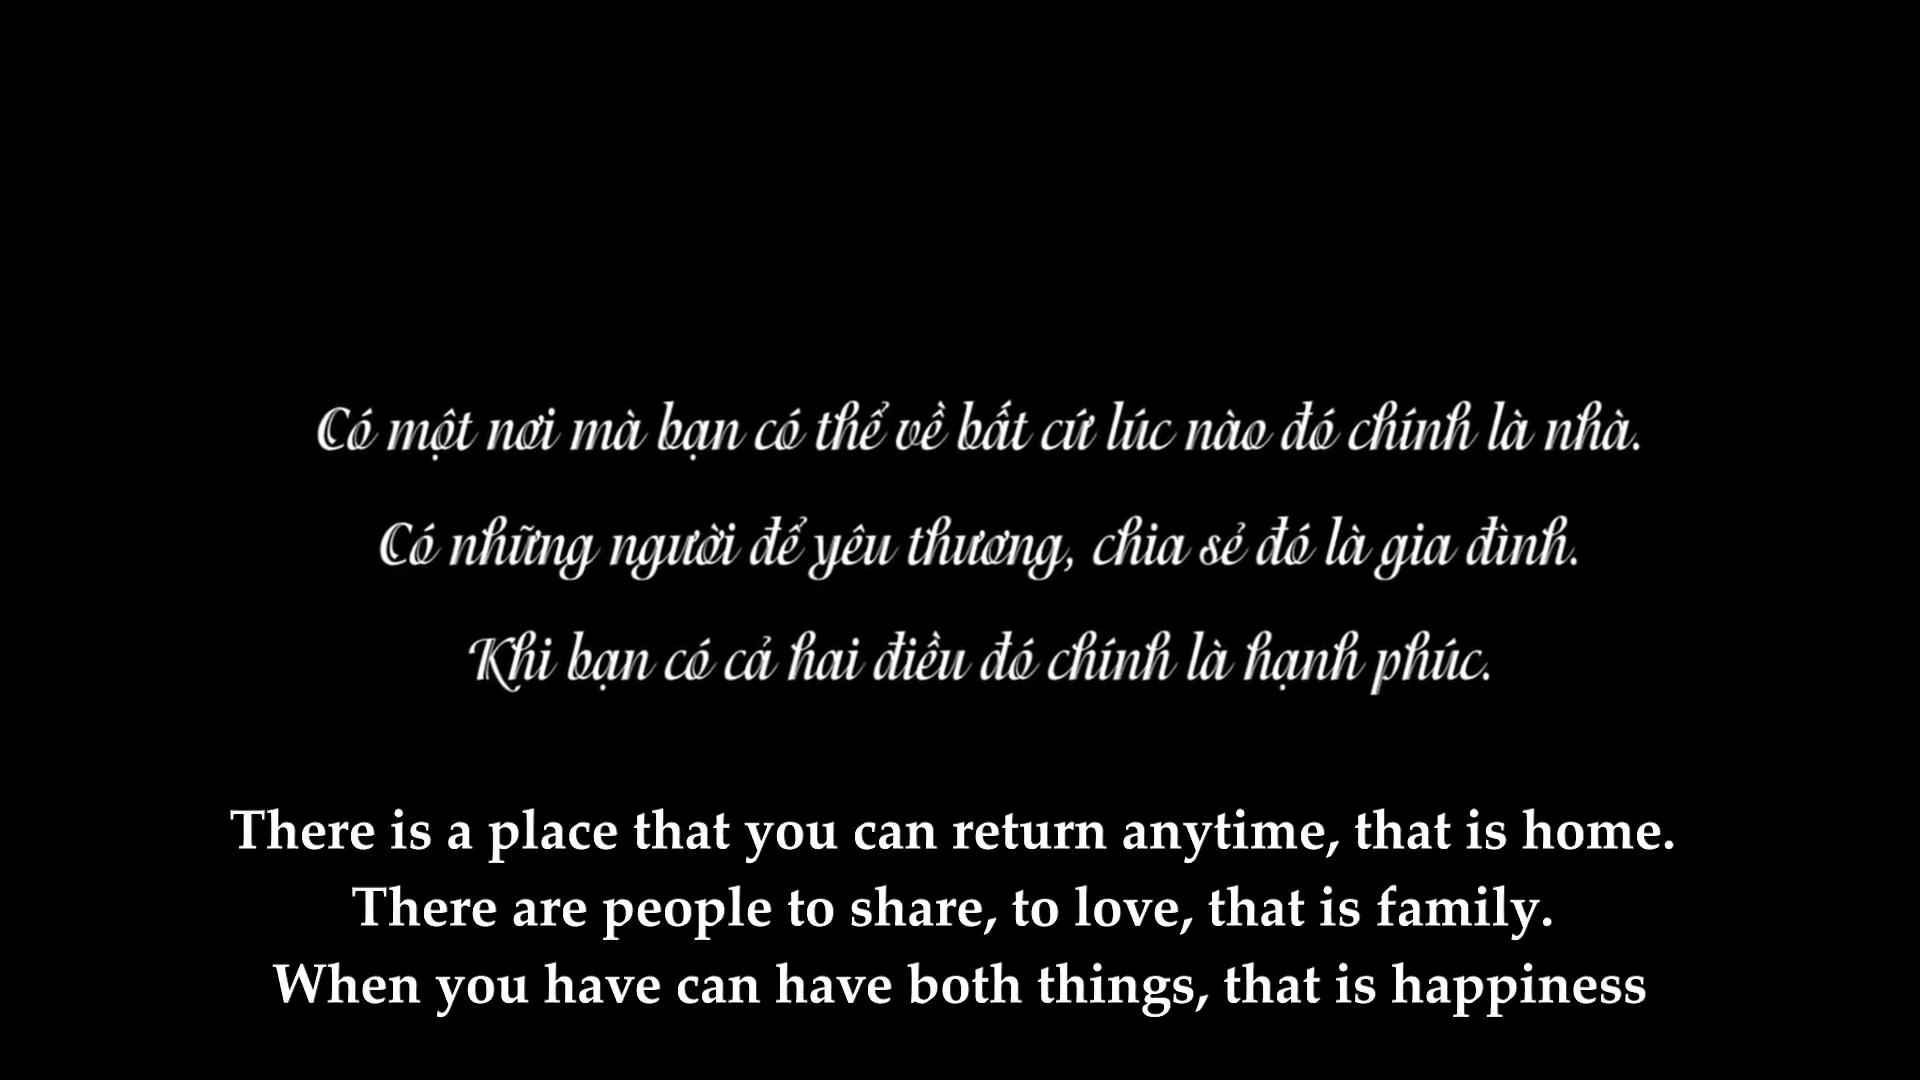 Có một nơi mà bạn có thể về bất cứ lúc nào đó chính là nhà.
Có những người để yêu thương, chia sẻ đó là gia đình.
Khi bạn có cả hai điều đó chính là hạnh phúc.
There is a place that you can return anytime, that is home.
There are people to share, to love, that is family.
When you have can have both things, that is happiness